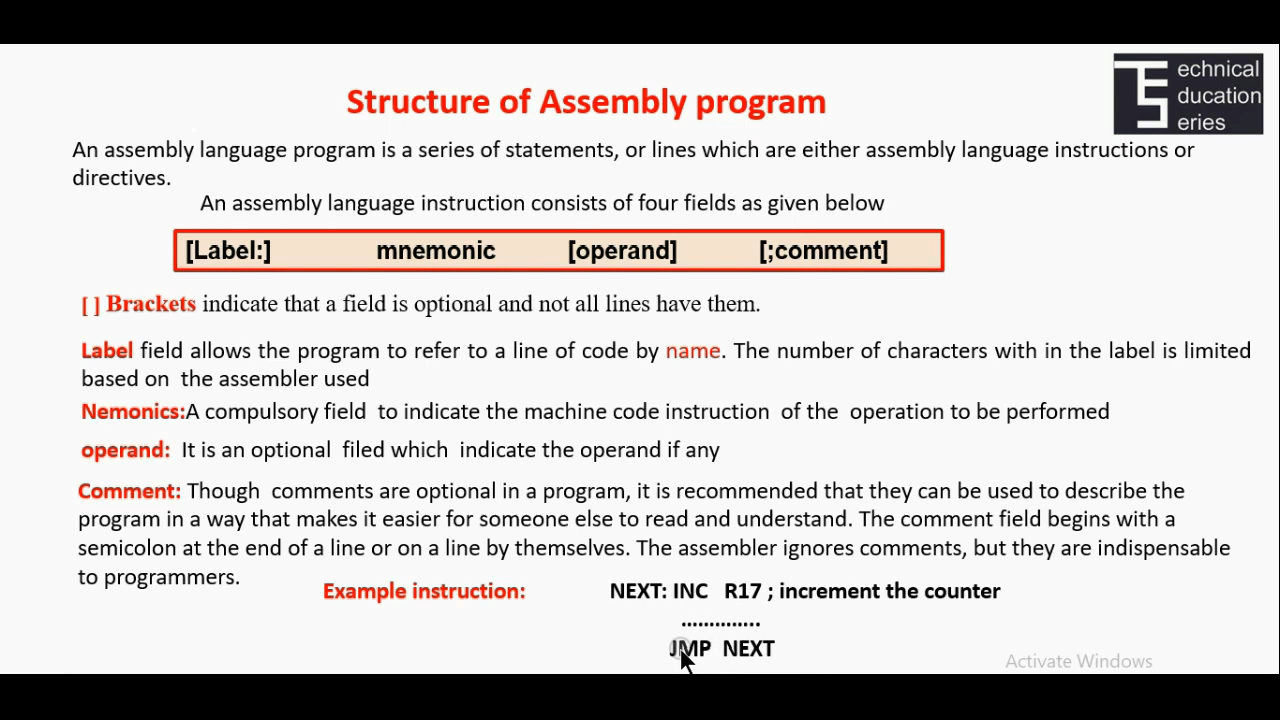 echnical
ducation
eries
Structure of Assembly program
An assembly language program is a series of statements, or lines which are either assembly language instructions or
directives.
An assembly language instruction consists of four fields as given below
[Label:] mnemonic [operand] [;comment]
[ ] Brackets indicate that a field is optional and not all lines have them.
Label field allows the program to refer to a line of code by name. The number of characters with in the label is limited
based on the assembler used
Nemonics:A compulsory field to indicate the machine code instruction of the operation to be performed
operand: It is an optional filed which indicate the operand if any
Comment: Though comments are optional in a program, it is recommended that they can be used to describe the
program in a way that makes it easier for someone else to read and understand. The comment field begins with a
semicolon at the end of a line or on a line by themselves. The assembler ignores comments, but they are indispensable
to programmers.
Example instruction: NEXT: INC R17 ; increment the counter
..............
JMP NEXT
Activate Windows